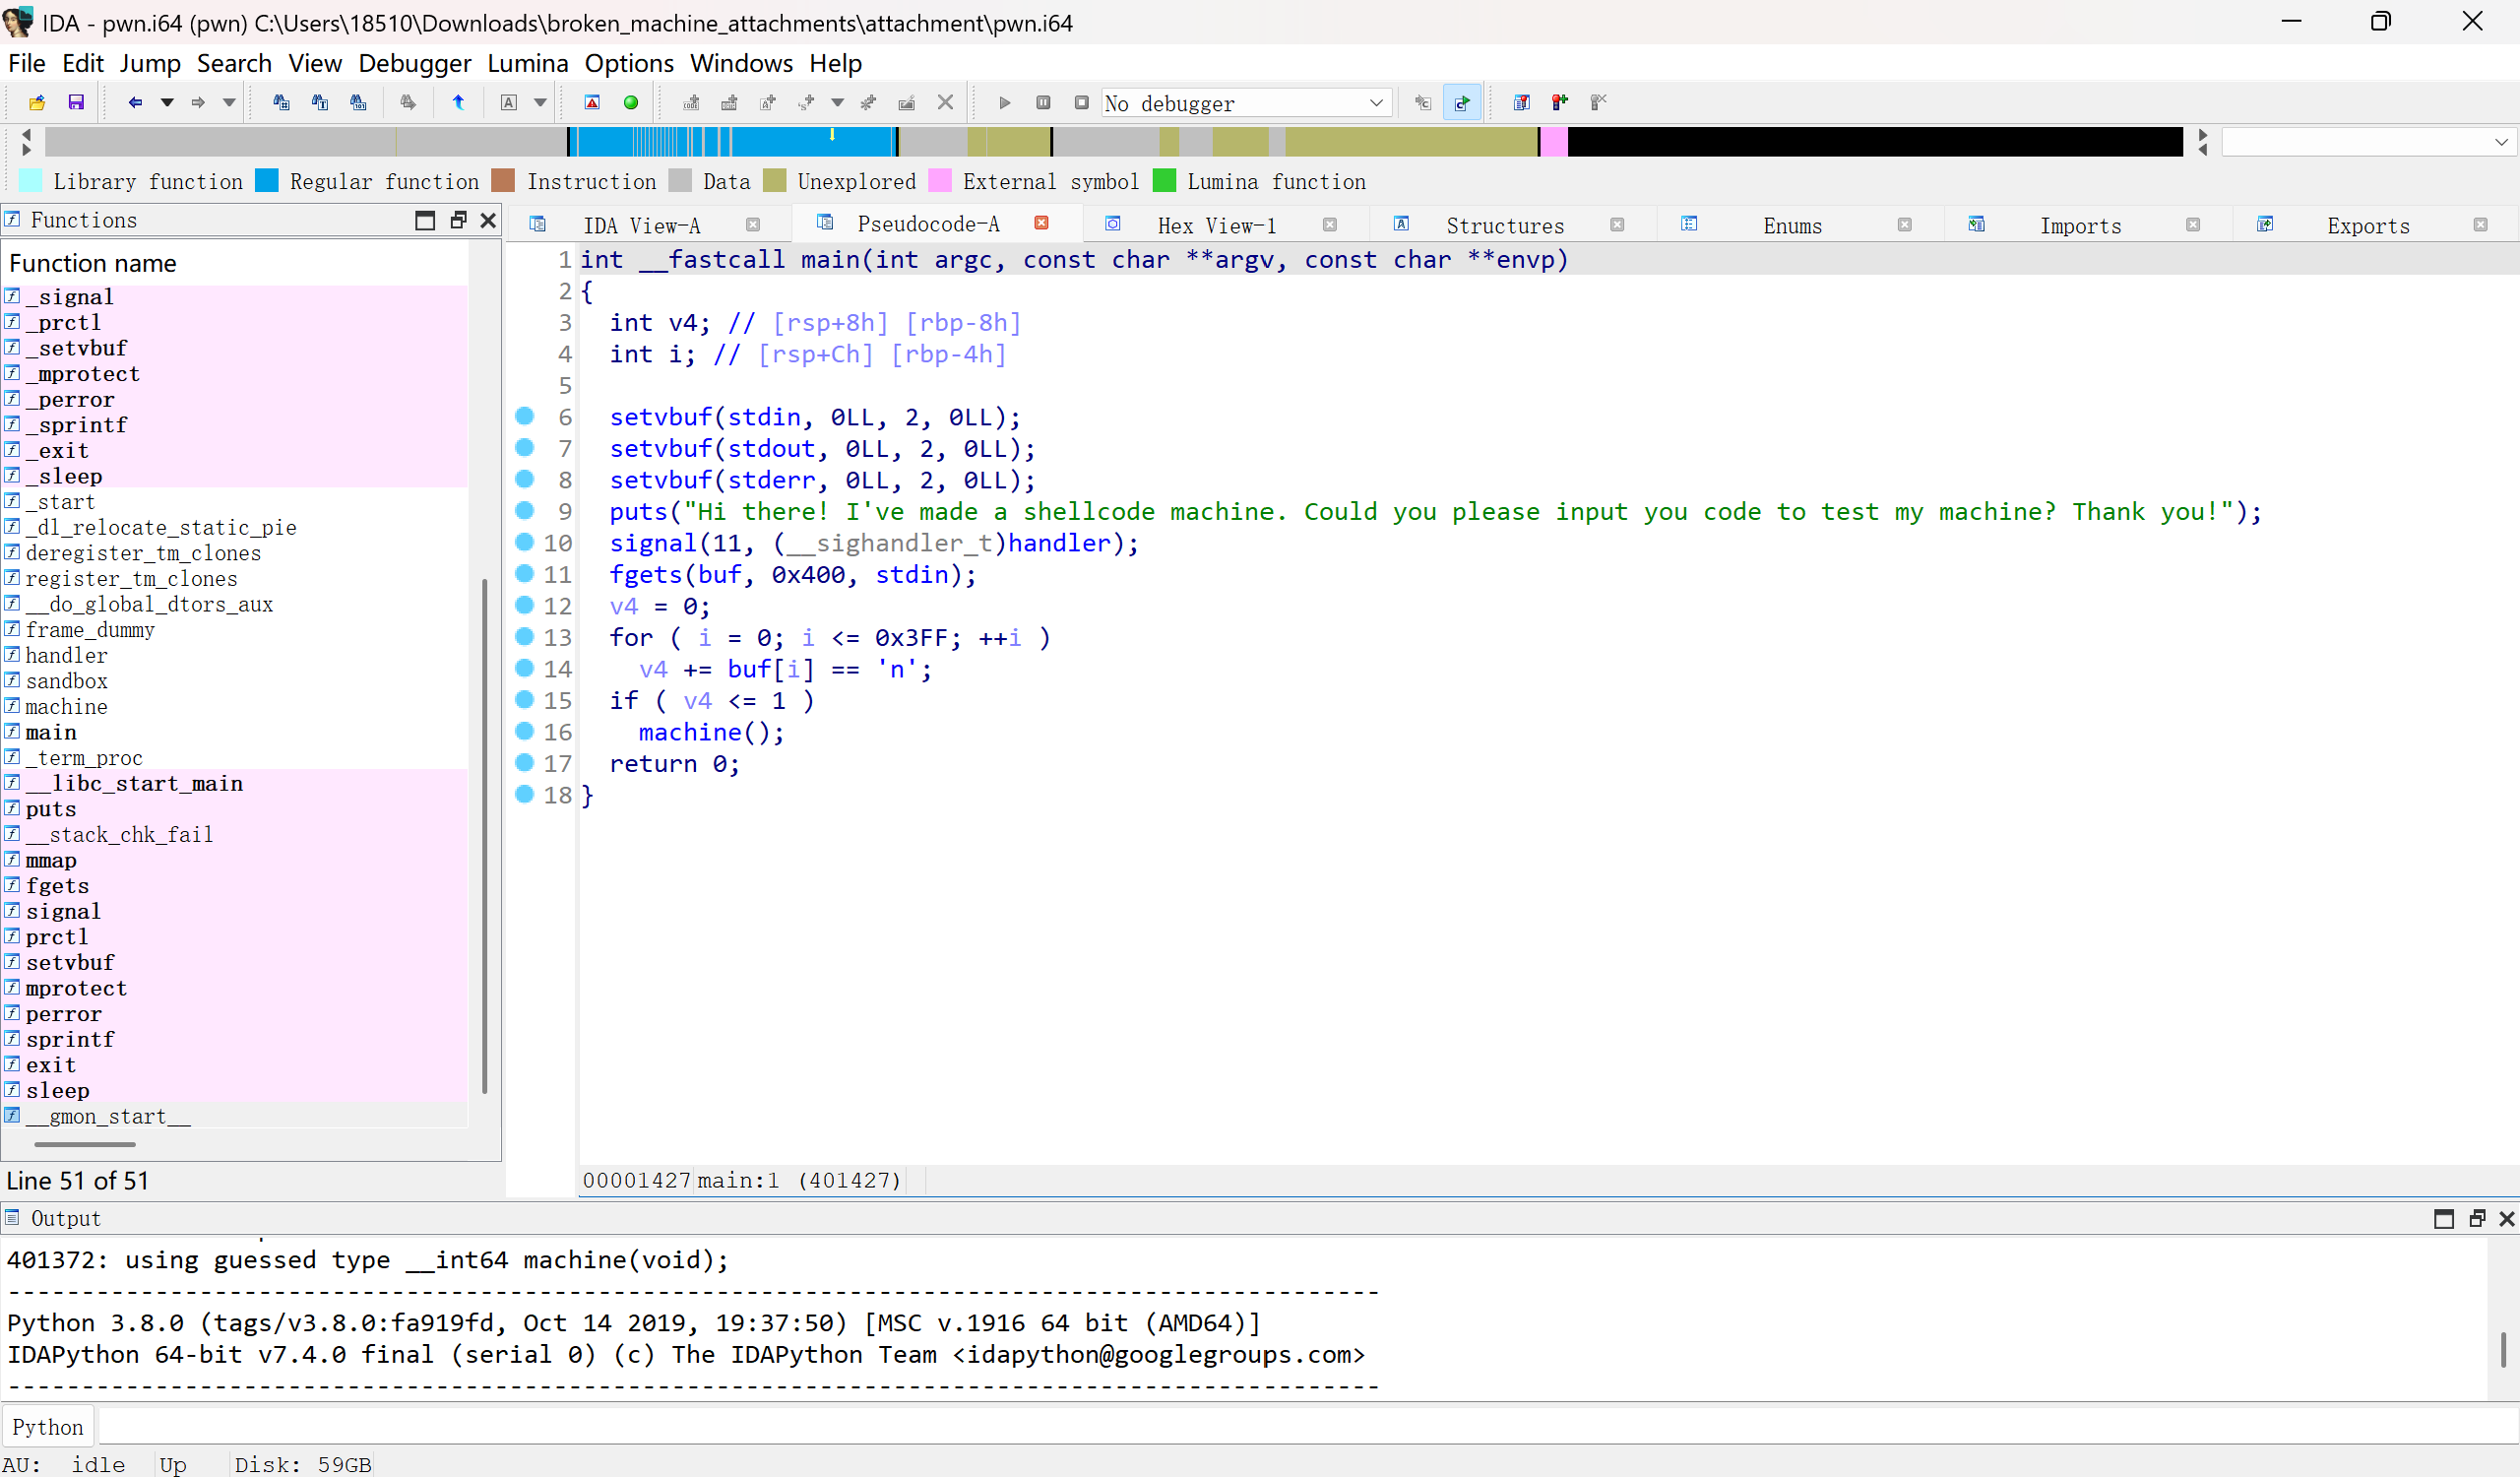 IDA - pwn.i64 (pwn) C:\Users\18510\Downloads\broken_machine_attachments\attachment\pwn.i64
File Edit Jump Search View Debugger Lumina Options Windows Help
No debugger
Library function Regular function Instruction Data Unexplored External symbol Lumina function
Functions
Function name
_signal
_prctl
_setvbuf
_mprotect
_perror
_sprintf
_exit
_sleep
_start
_dl_relocate_static_pie
deregister_tm_clones
register_tm_clones
__do_global_dtors_aux
frame_dummy
handler
sandbox
machine
main
_term_proc
__libc_start_main
puts
__stack_chk_fail
mmap
fgets
signal
prctl
setvbuf
mprotect
perror
sprintf
exit
sleep
__gmon_start__
Line 51 of 51
IDA View-A Pseudocode-A Hex View-1 Structures Enums Imports Exports
1 int __fastcall main(int argc, const char **argv, const char **envp)
2 {
3 int v4; // [rsp+8h] [rbp-8h]
4 int i; // [rsp+Ch] [rbp-4h]
5
6 setvbuf(stdin, 0LL, 2, 0LL);
7 setvbuf(stdout, 0LL, 2, 0LL);
8 setvbuf(stderr, 0LL, 2, 0LL);
9 puts("Hi there! I've made a shellcode machine. Could you please input you code to test my machine? Thank you!");
10 signal(11, (__sighandler_t)handler);
11 fgets(buf, 0x400, stdin);
12 v4 = 0;
13 for ( i = 0; i <= 0x3FF; ++i )
14 v4 += buf[i] == 'n';
15 if ( v4 <= 1 )
16 machine();
17 return 0;
18 }
00001427 main:1 (401427)
Output
401372: using guessed type __int64 machine(void);
---------------------------------------------------------------------------------------------
Python 3.8.0 (tags/v3.8.0:fa919fd, Oct 14 2019, 19:37:50) [MSC v.1916 64 bit (AMD64)]
IDAPython 64-bit v7.4.0 final (serial 0) (c) The IDAPython Team <idapython@googlegroups.com>
---------------------------------------------------------------------------------------------
Python
AU: idle Up Disk: 59GB